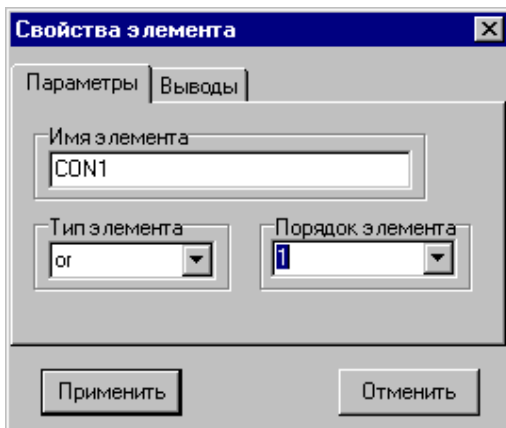 Свойства элемента
Параметры Выводы
Имя элемента
CON1
Тип элемента Порядок элемента
or 1
Применить Отменить